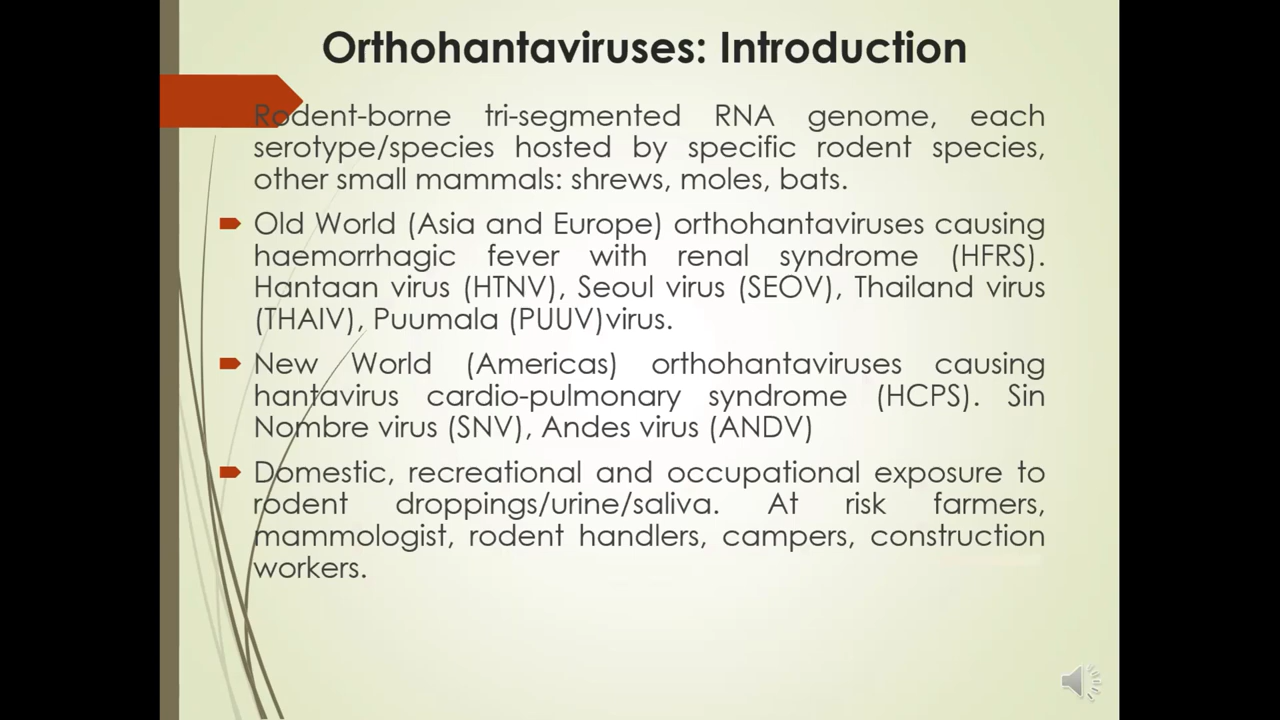 Orthohantaviruses: Introduction
Rodent-borne tri-segmented RNA genome, each
serotype/species hosted by specific rodent species,
other small mammals: shrews, moles, bats.
Old World (Asia and Europe) orthohantaviruses causing
haemorrhagic fever with renal syndrome (HFRS).
Hantaan virus (HTNV), Seoul virus (SEOV), Thailand virus
(THAIV), Puumala (PUUV)virus.
New World (Americas) orthohantaviruses causing
hantavirus cardio-pulmonary syndrome (HCPS). Sin
Nombre virus (SNV), Andes virus (ANDV)
Domestic, recreational and occupational exposure to
rodent droppings/urine/saliva. At risk farmers,
mammologist, rodent handlers, campers, construction
workers.